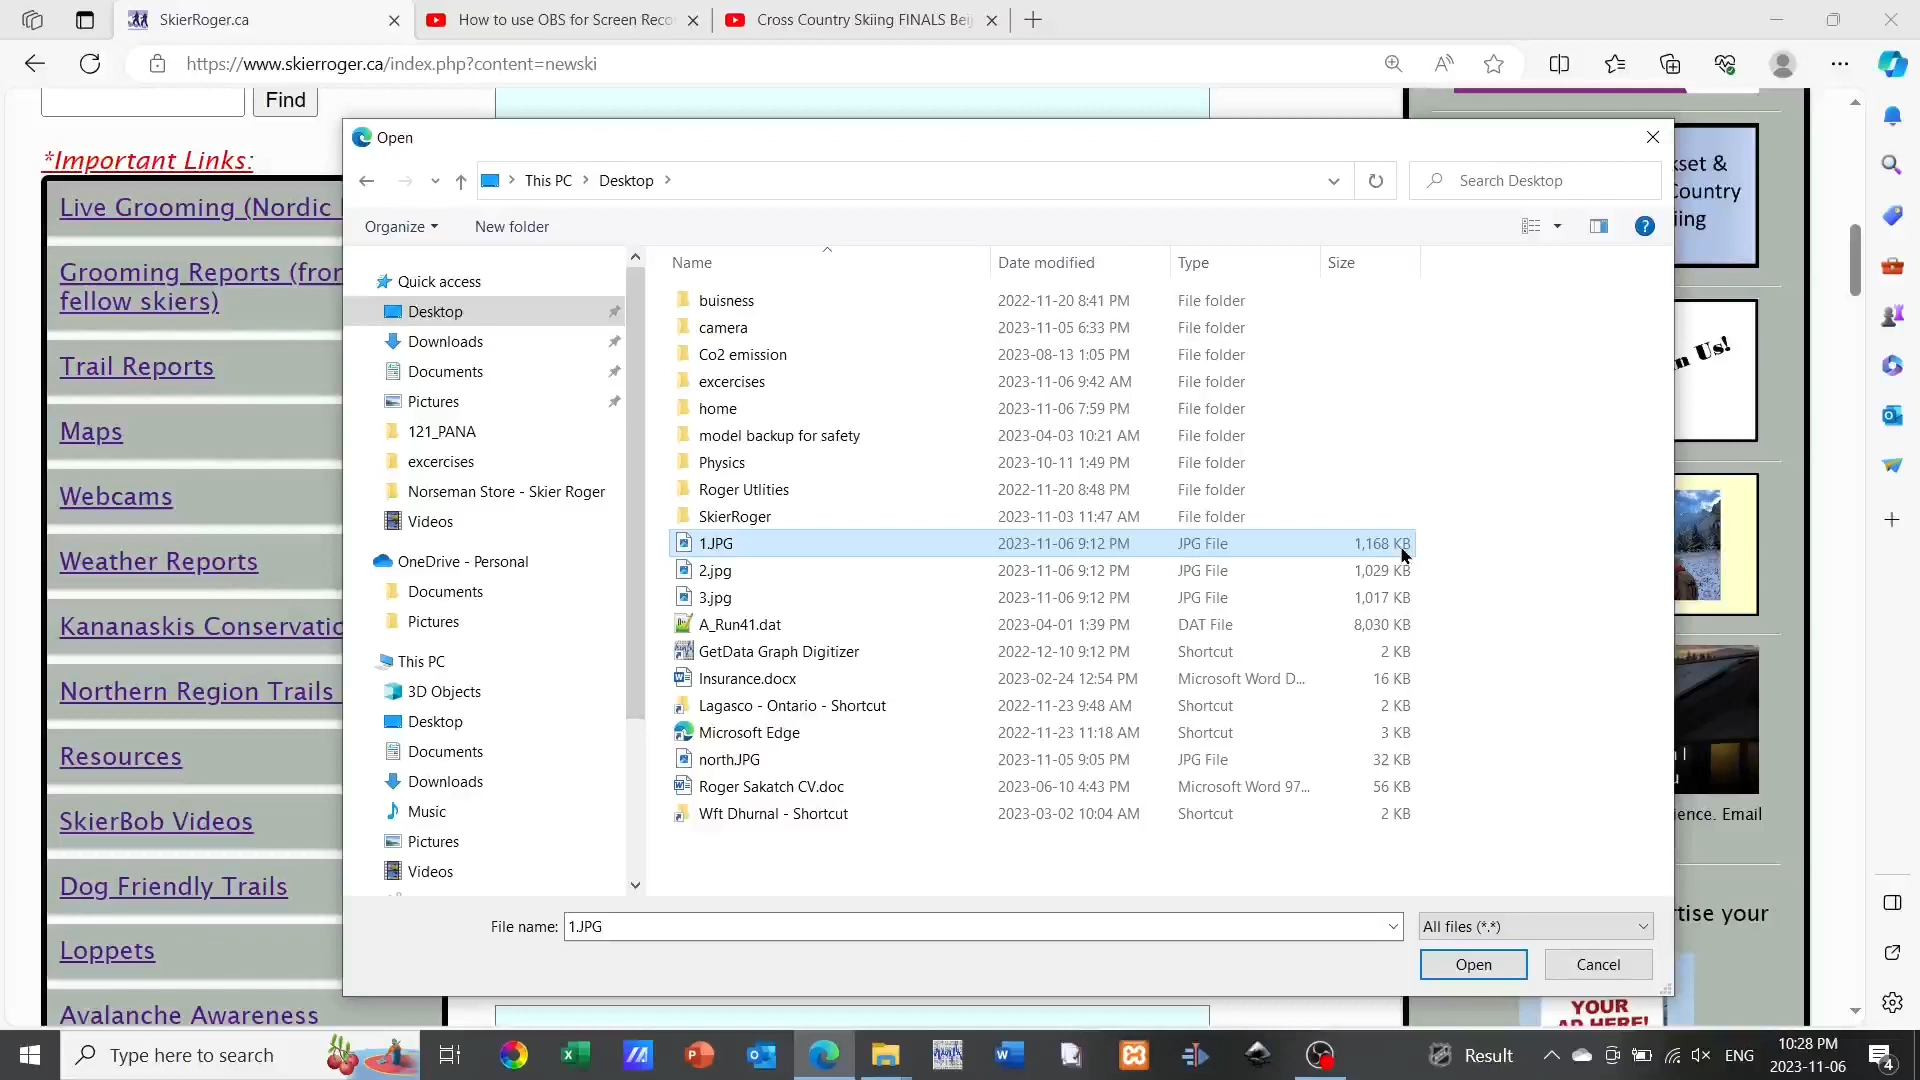 SkierRoger.ca
How to use OBS for Screen Reco
Cross Country Skiing FINALS Beij
https://www.skierroger.ca/index.php?content=newski
Find
*Important Links:
Live Grooming (Nordic
Grooming Reports (from
fellow skiers)
Trail Reports
Maps
Webcams
Weather Reports
Kananaskis Conservatio
Northern Region Trails
Resources
SkierBob Videos
Dog Friendly Trails
Loppets
Avalanche Awareness
Open
This PC
Desktop
Search Desktop
Organize
New folder
Quick access
Desktop
Downloads
Documents
Pictures
121_PANA
excercises
Norseman Store - Skier Roger
Videos
OneDrive - Personal
Documents
Pictures
This PC
3D Objects
Desktop
Documents
Downloads
Music
Pictures
Videos
Name Date modified Type Size
buisness 2022-11-20 8:41 PM File folder
camera 2023-11-05 6:33 PM File folder
Co2 emission 2023-08-13 1:05 PM File folder
excercises 2023-11-06 9:42 AM File folder
home 2023-11-06 7:59 PM File folder
model backup for safety 2023-04-03 10:21 AM File folder
Physics 2023-10-11 1:49 PM File folder
Roger Utlities 2022-11-20 8:48 PM File folder
SkierRoger 2023-11-03 11:47 AM File folder
1.JPG 2023-11-06 9:12 PM JPG File 1,168 KB
2.jpg 2023-11-06 9:12 PM JPG File 1,029 KB
3.jpg 2023-11-06 9:12 PM JPG File 1,017 KB
A_Run41.dat 2023-04-01 1:39 PM DAT File 8,030 KB
GetData Graph Digitizer 2022-12-10 9:12 PM Shortcut 2 KB
Insurance.docx 2023-02-24 12:54 PM Microsoft Word D... 16 KB
Lagasco - Ontario - Shortcut 2022-11-23 9:48 AM Shortcut 2 KB
Microsoft Edge 2022-11-23 11:18 AM Shortcut 3 KB
north.JPG 2023-11-05 9:05 PM JPG File 32 KB
Roger Sakatch CV.doc 2023-06-10 4:43 PM Microsoft Word 97... 56 KB
Wft Dhurnal - Shortcut 2023-03-02 10:04 AM Shortcut 2 KB
File name: 1.JPG
All files (*.*)
Open
Cancel
kset &
Country
iing
n Us!
ience. Email
tise your
YOUR
AD HERE!
Type here to search
Result
ENG
10:28 PM
2023-11-06
4